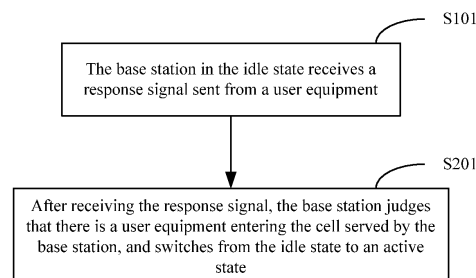 S101
The base station in the idle state receives a
response signal sent from a user equipment
S201
After receiving the response signal, the base station judges
that there is a user equipment entering the cell served by the
base station, and switches from the idle state to an active
state